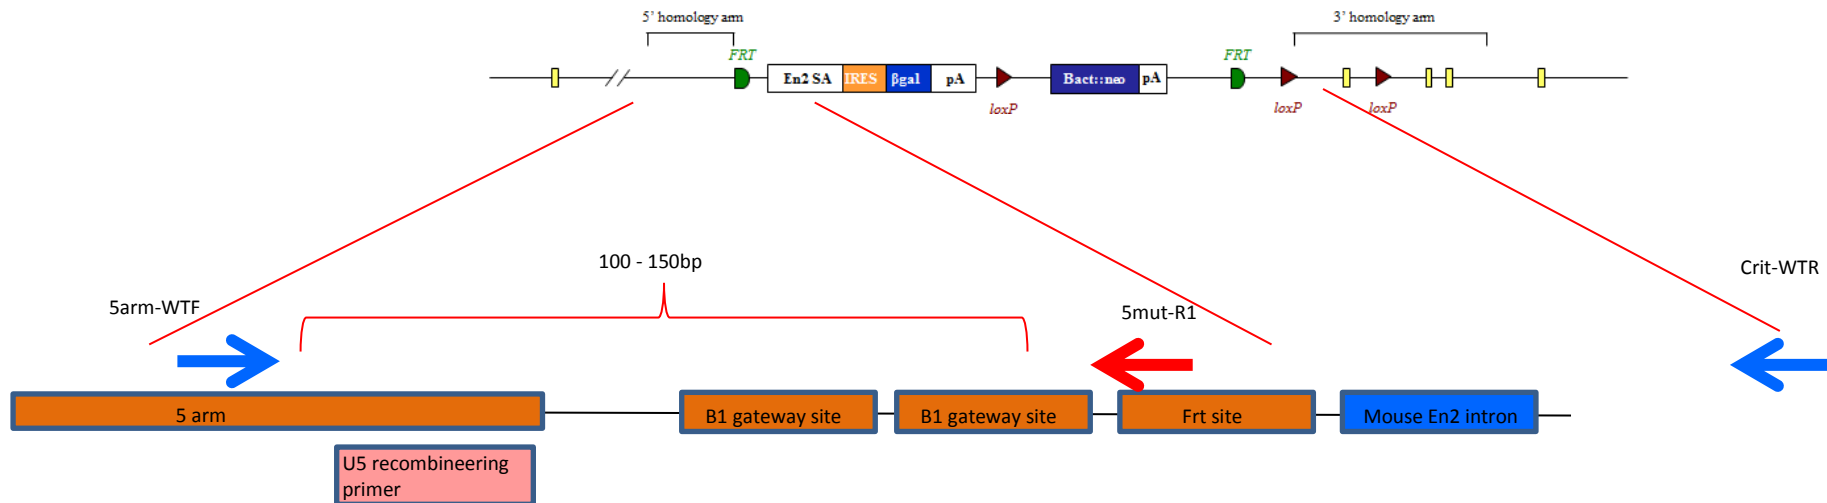 5' homology arm
3' homology arm
FRT
FRT
En2 SA
IRES
βgal
pA
Bact::neo
pA
loxP
loxP
loxP
100 - 150bp
Crit-WTR
5arm-WTF
5mut-R1
5 arm
B1 gateway site
B1 gateway site
Frt site
Mouse En2 intron
U5 recombineering
primer